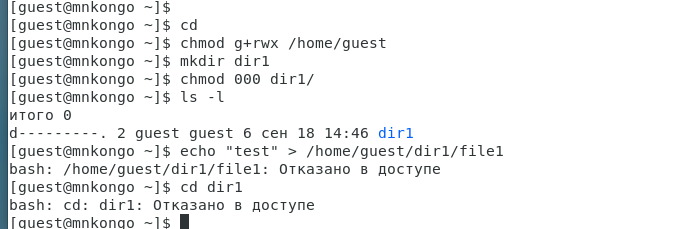 [guest@mnkongo ~]$
[guest@mnkongo ~]$ cd
[guest@mnkongo ~]$ chmod g+rwx /home/guest
[guest@mnkongo ~]$ mkdir dir1
[guest@mnkongo ~]$ chmod 000 dir1/
[guest@mnkongo ~]$ ls -l
итого 0
d---------. 2 guest guest 6 сен 18 14:46 dir1
[guest@mnkongo ~]$ echo "test" > /home/guest/dir1/file1
bash: /home/guest/dir1/file1: Отказано в доступе
[guest@mnkongo ~]$ cd dir1
bash: cd: dir1: Отказано в доступе
[guest@mnkongo ~]$